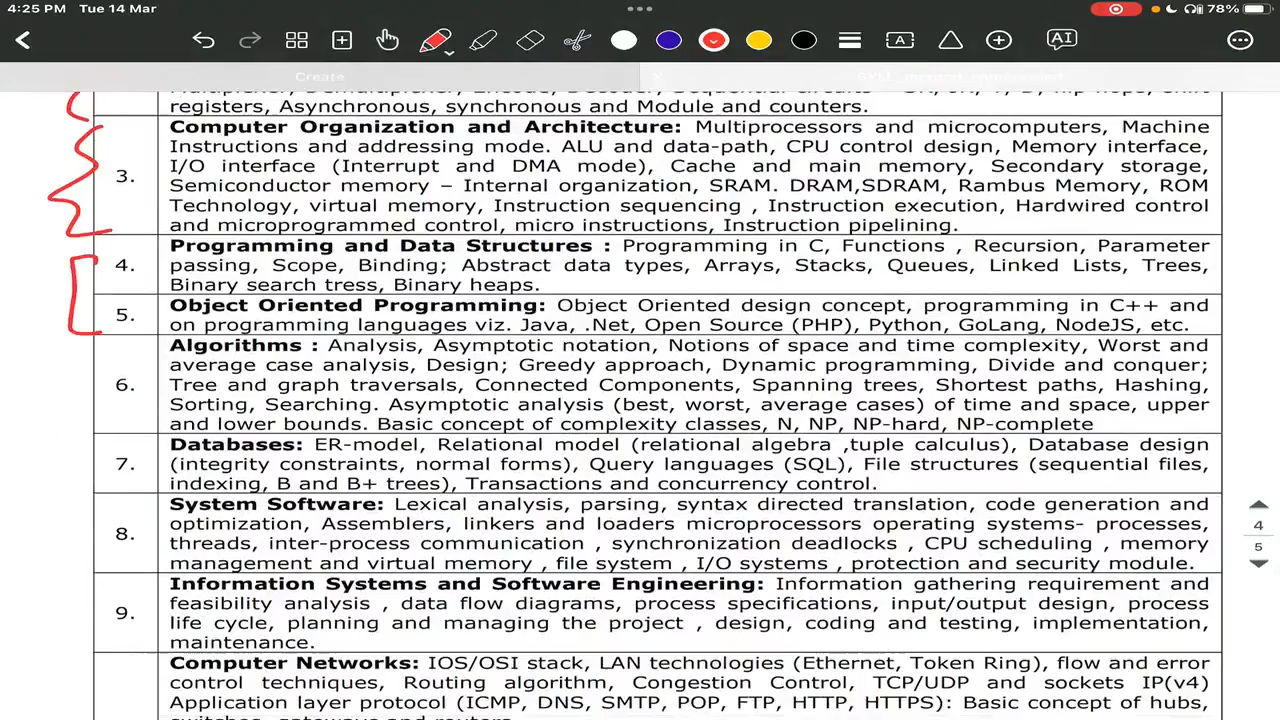 4:25 PM Tue 14 Mar
78%
A
AI
Create
registers, Asynchronous, synchronous and Module and counters.
3.
Computer Organization and Architecture: Multiprocessors and microcomputers, Machine
Instructions and addressing mode. ALU and data-path, CPU control design, Memory interface,
I/O interface (Interrupt and DMA mode), Cache and main memory, Secondary storage,
Semiconductor memory – Internal organization, SRAM. DRAM,SDRAM, Rambus Memory, ROM
Technology, virtual memory, Instruction sequencing , Instruction execution, Hardwired control
and microprogrammed control, micro instructions, Instruction pipelining.
4.
Programming and Data Structures : Programming in C, Functions , Recursion, Parameter
passing, Scope, Binding; Abstract data types, Arrays, Stacks, Queues, Linked Lists, Trees,
Binary search tress, Binary heaps.
5.
Object Oriented Programming: Object Oriented design concept, programming in C++ and
on programming languages viz. Java, .Net, Open Source (PHP), Python, GoLang, NodeJS, etc.
6.
Algorithms : Analysis, Asymptotic notation, Notions of space and time complexity, Worst and
average case analysis, Design; Greedy approach, Dynamic programming, Divide and conquer;
Tree and graph traversals, Connected Components, Spanning trees, Shortest paths, Hashing,
Sorting, Searching. Asymptotic analysis (best, worst, average cases) of time and space, upper
and lower bounds. Basic concept of complexity classes, N, NP, NP-hard, NP-complete
7.
Databases: ER-model, Relational model (relational algebra ,tuple calculus), Database design
(integrity constraints, normal forms), Query languages (SQL), File structures (sequential files,
indexing, B and B+ trees), Transactions and concurrency control.
8.
System Software: Lexical analysis, parsing, syntax directed translation, code generation and
optimization, Assemblers, linkers and loaders microprocessors operating systems- processes,
threads, inter-process communication , synchronization deadlocks , CPU scheduling , memory
management and virtual memory , file system , I/O systems , protection and security module.
4
5
9.
Information Systems and Software Engineering: Information gathering requirement and
feasibility analysis , data flow diagrams, process specifications, input/output design, process
life cycle, planning and managing the project , design, coding and testing, implementation,
maintenance.
Computer Networks: IOS/OSI stack, LAN technologies (Ethernet, Token Ring), flow and error
control techniques, Routing algorithm, Congestion Control, TCP/UDP and sockets IP(v4)
Application layer protocol (ICMP, DNS, SMTP, POP, FTP, HTTP, HTTPS): Basic concept of hubs,
switches, gateways and routers.